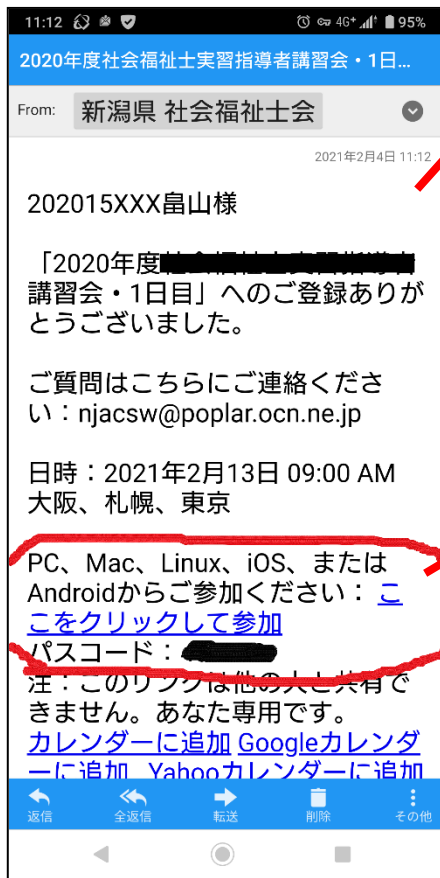 11:12 4G+ 95%
2020年度社会福祉士実習指導者講習会・1日...
From: 新潟県 社会福祉士会
2021年2月4日 11:12
202015XXX畠山様
「2020年度
講習会・1日目」へのご登録ありが
とうございました。
ご質問はこちらにご連絡くださ
い：njacsw@poplar.ocn.ne.jp
日時：2021年2月13日 09:00 AM
大阪、札幌、東京
PC、Mac、Linux、iOS、または
Androidからご参加ください： こ
こをクリックして参加
パスコード：
注：このリンクは他の人と共有で
きません。あなた専用です。
カレンダーに追加 Googleカレンダ
ーに追加 Yahooカレンダーに追加
返信 全返信 転送 削除 その他